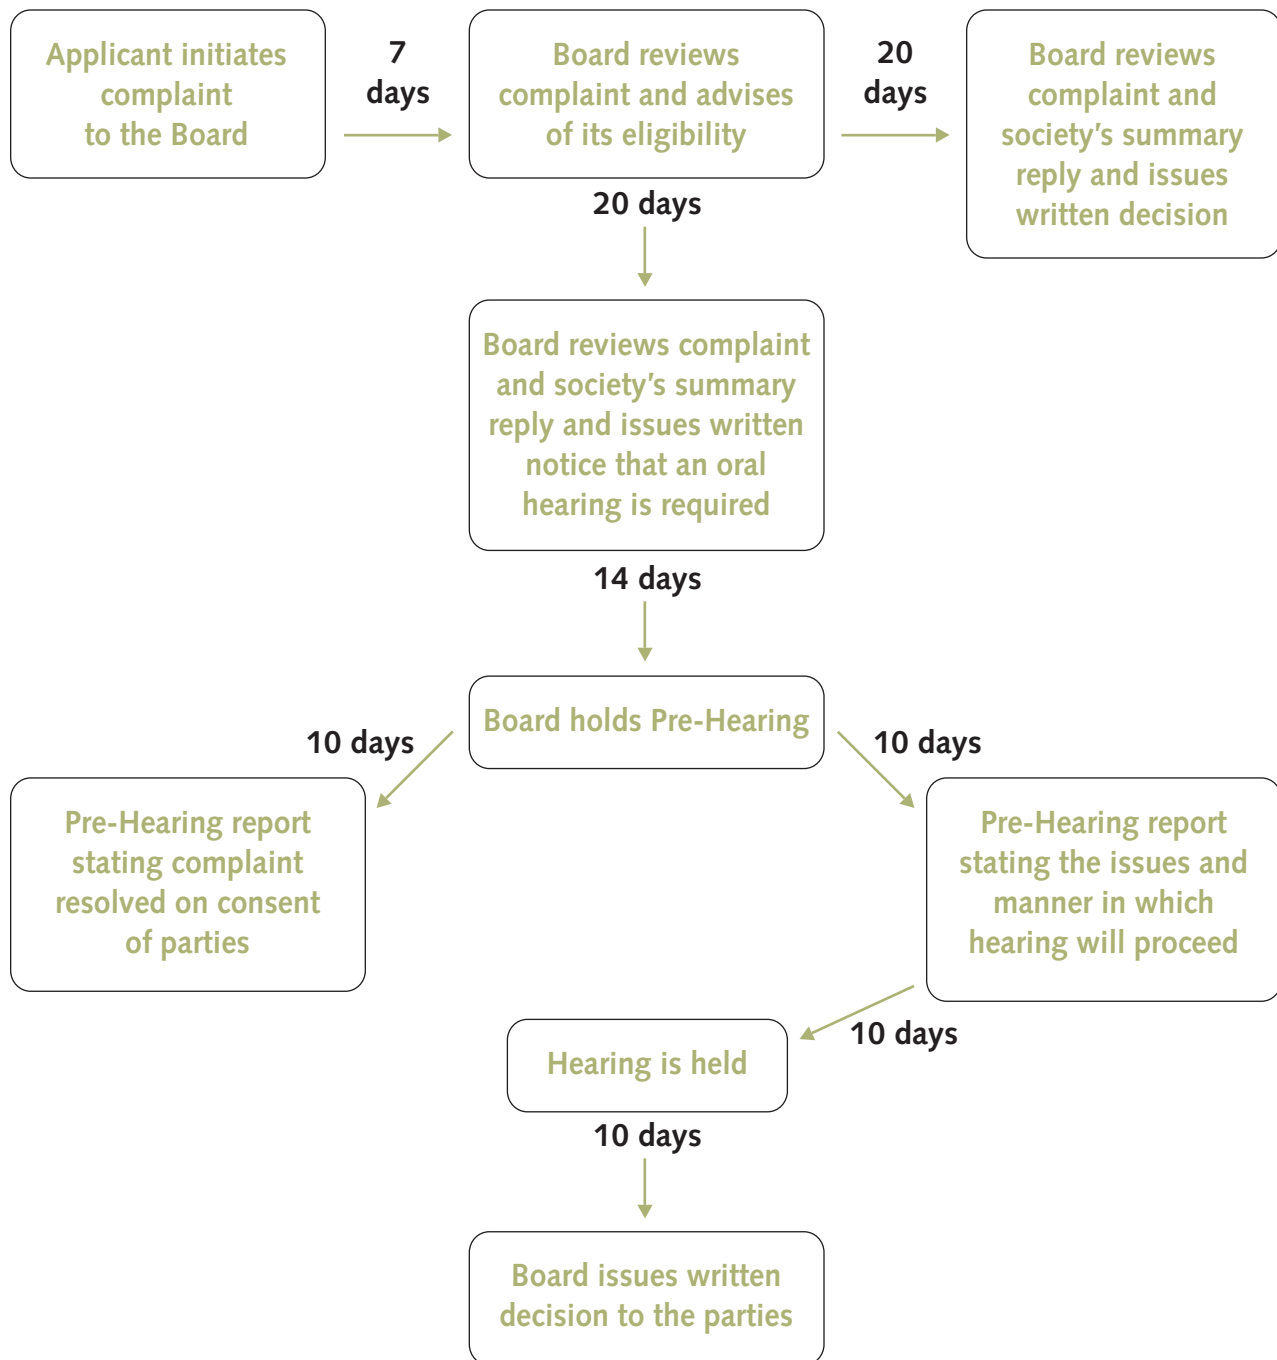 Applicant initiates
complaint
to the Board
7
days
Board reviews
complaint and advises
of its eligibility
20
days
Board reviews
complaint and
society's summary
reply and issues
written decision
20 days
Board reviews complaint
and society's summary
reply and issues written
notice that an oral
hearing is required
14 days
Board holds Pre-Hearing
10 days
10 days
Pre-Hearing report
stating complaint
resolved on consent
of parties
Pre-Hearing report
stating the issues and
manner in which
hearing will proceed
10 days
Hearing is held
10 days
Board issues written
decision to the parties